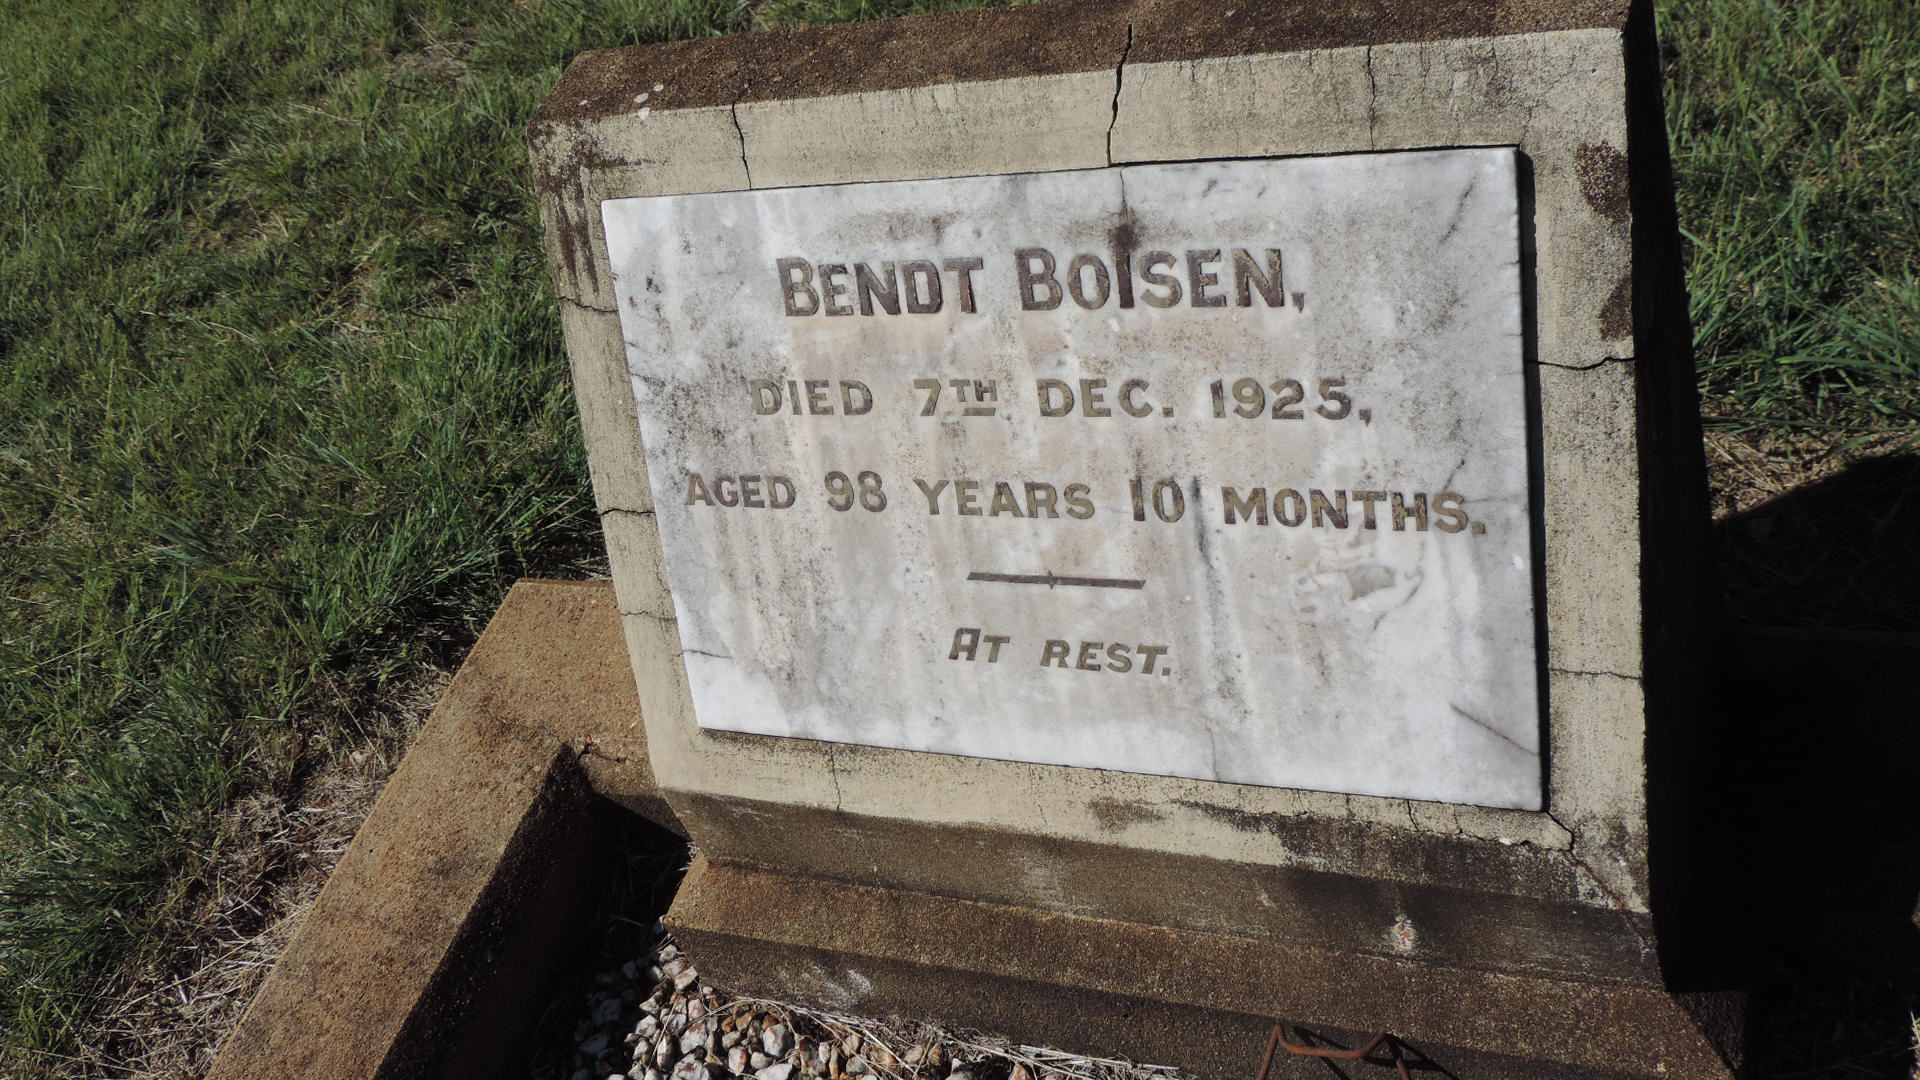 BENDT BOISEN,
DIED 7TH DEC. 1925,
AGED 98 YEARS 10 MONTHS.
AT REST.